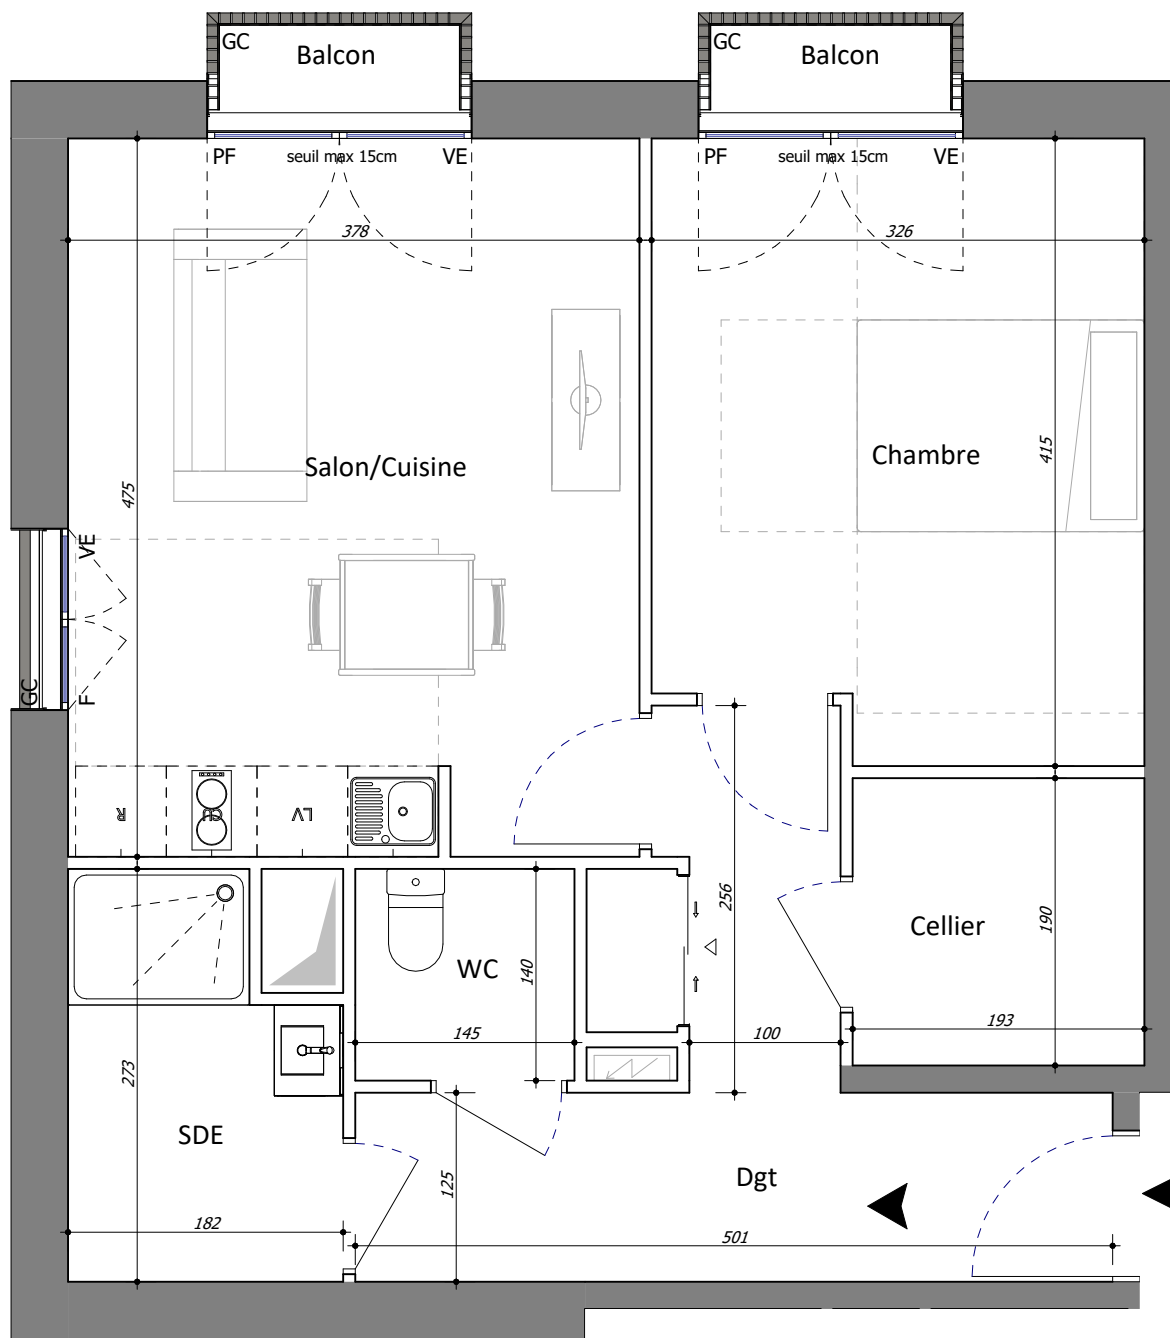 GC
Balcon
GC
Balcon
PF
seuil max 15cm
VE
PF
seuil max 15cm
VE
378
326
Salon/Cuisine
Chambre
415
475
VE
F
GC
R
CU
LV
256
Cellier
190
WC
140
145
100
193
273
SDE
Dgt
125
182
501